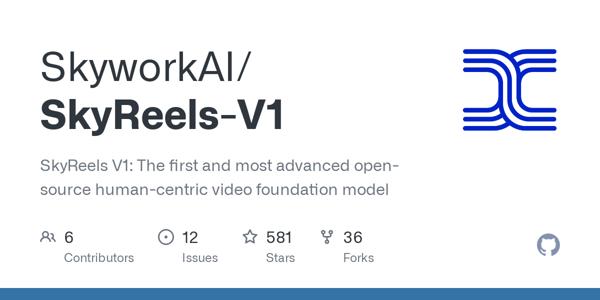 SkyworkAI/
SkyReels-V1
SkyReels V1: The first and most advanced open-
source human-centric video foundation model
6 12 581 36
Contributors Issues Stars Forks